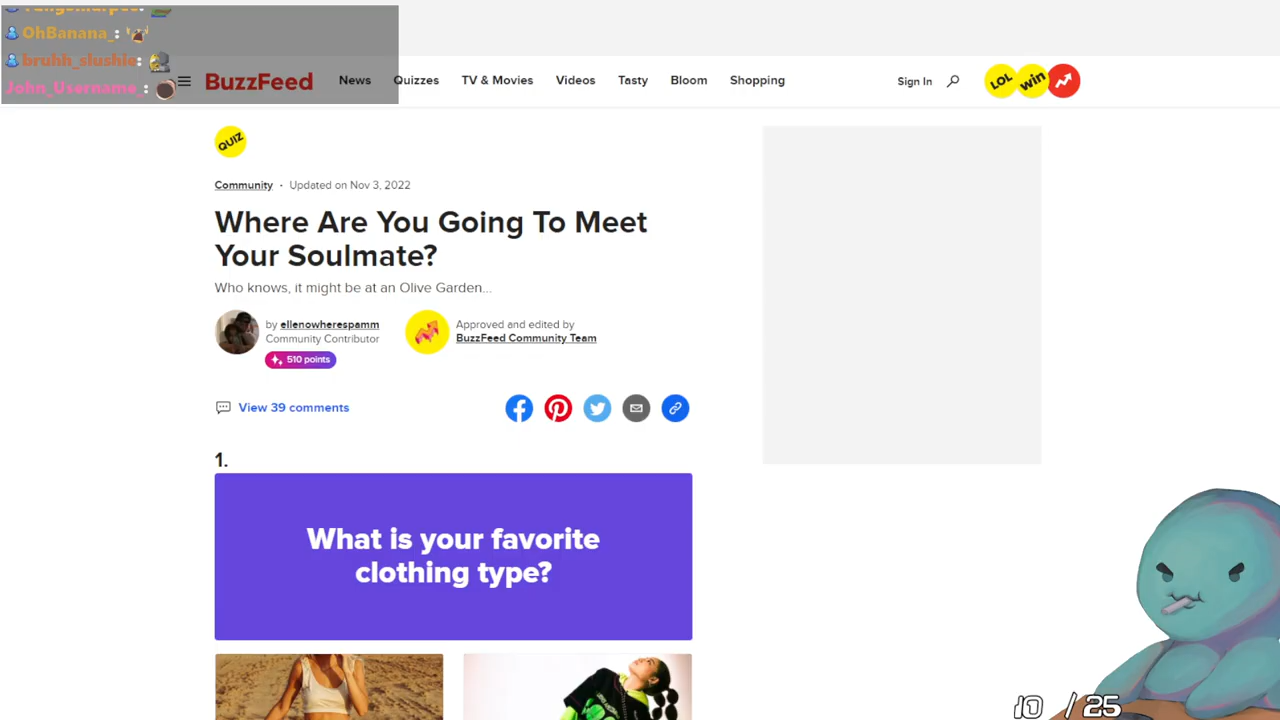 OhBanana_:
bruhh_slushie:
John_Username_:
BuzzFeed
News
Quizzes
TV & Movies
Videos
Tasty
Bloom
Shopping
Sign In
LOL
win
QUIZ
Community · Updated on Nov 3, 2022
Where Are You Going To Meet
Your Soulmate?
Who knows, it might be at an Olive Garden...
by ellenowherespamm
Community Contributor
510 points
Approved and edited by
BuzzFeed Community Team
View 39 comments
1.
What is your favorite
clothing type?
10 / 25